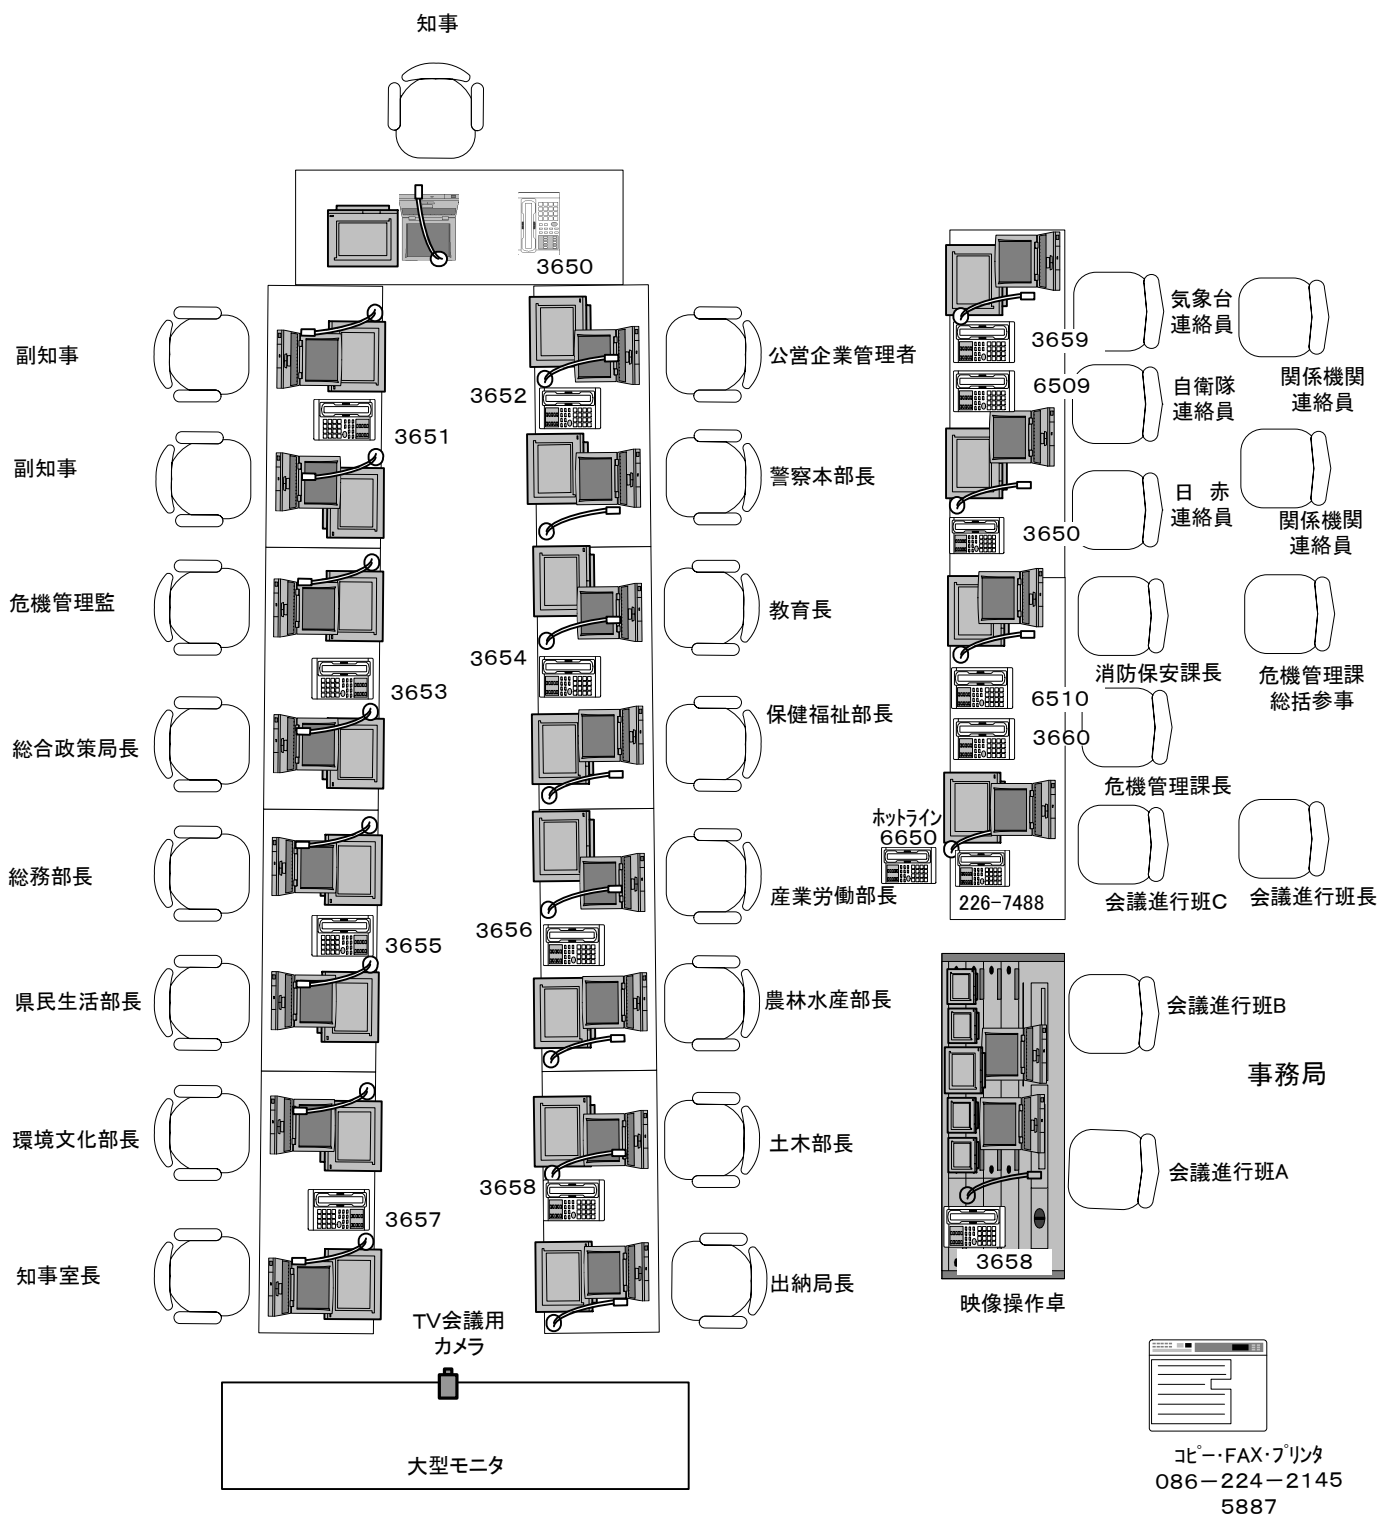 知事
3650
副知事
3651
副知事
危機管理監
3653
総合政策局長
総務部長
3655
県民生活部長
環境文化部長
3657
知事室長
3652
公営企業管理者
警察本部長
3654
教育長
保健福祉部長
3656
産業労働部長
農林水産部長
3658
土木部長
出納局長
TV会議用
カメラ
大型モニタ
3659
気象台
連絡員
6509
自衛隊
連絡員
関係機関
連絡員
3650
日 赤
連絡員
関係機関
連絡員
消防保安課長
危機管理課
総括参事
6510
3660
危機管理課長
ホットライン
6650
226-7488
会議進行班C
会議進行班長
会議進行班B
事務局
会議進行班A
3658
映像操作卓
コピー・FAX・プリンタ
086-224-2145
5887